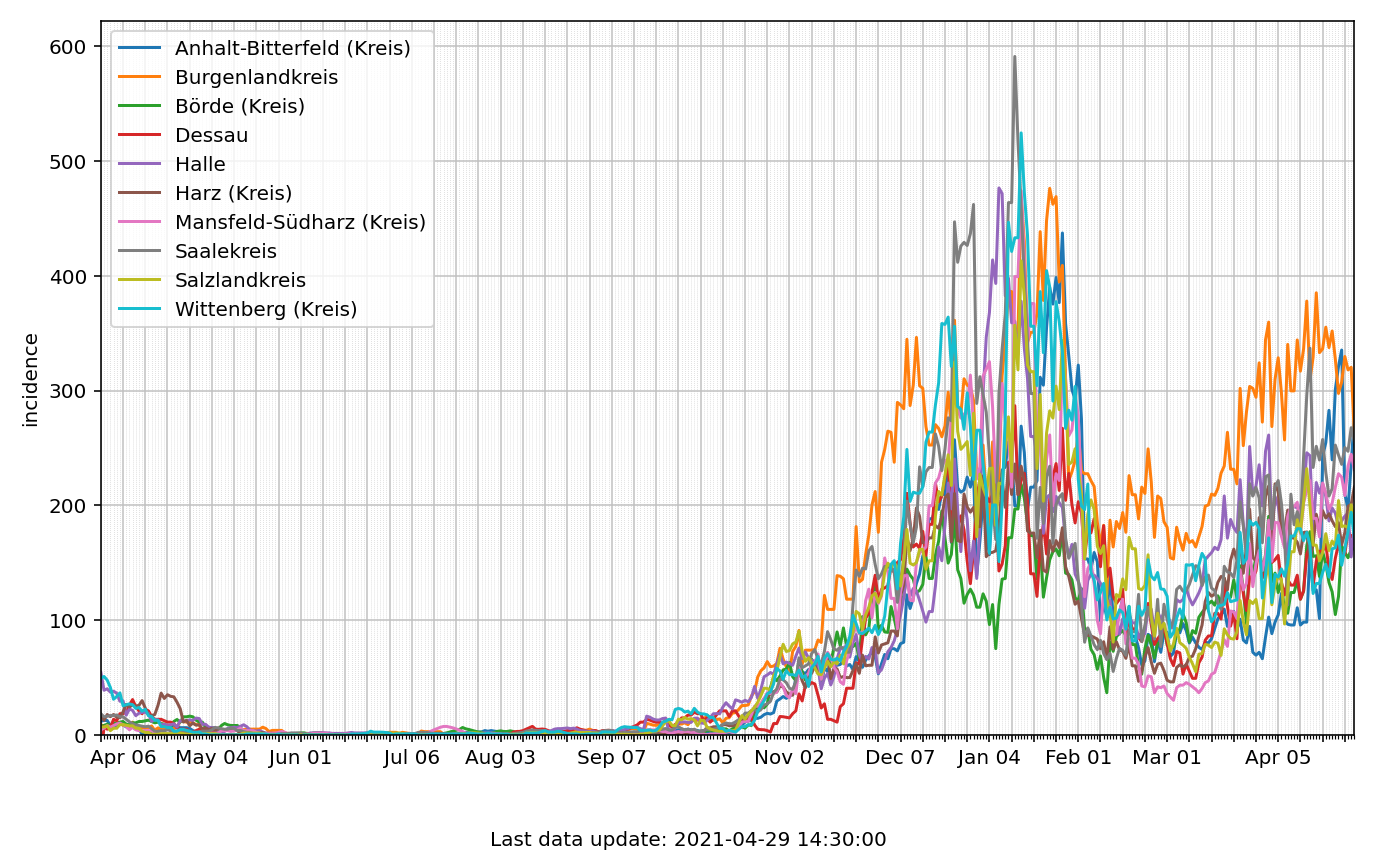 600
500
400
300
200
100
0
incidence
Anhalt-Bitterfeld (Kreis)
Burgenlandkreis
Börde (Kreis)
Dessau
Halle
Harz (Kreis)
Mansfeld-Südharz (Kreis)
Saalekreis
Salzlandkreis
Wittenberg (Kreis)
Apr 06 May 04 Jun 01 Jul 06 Aug 03 Sep 07 Oct 05 Nov 02 Dec 07 Jan 04 Feb 01 Mar 01 Apr 05
Last data update: 2021-04-29 14:30:00